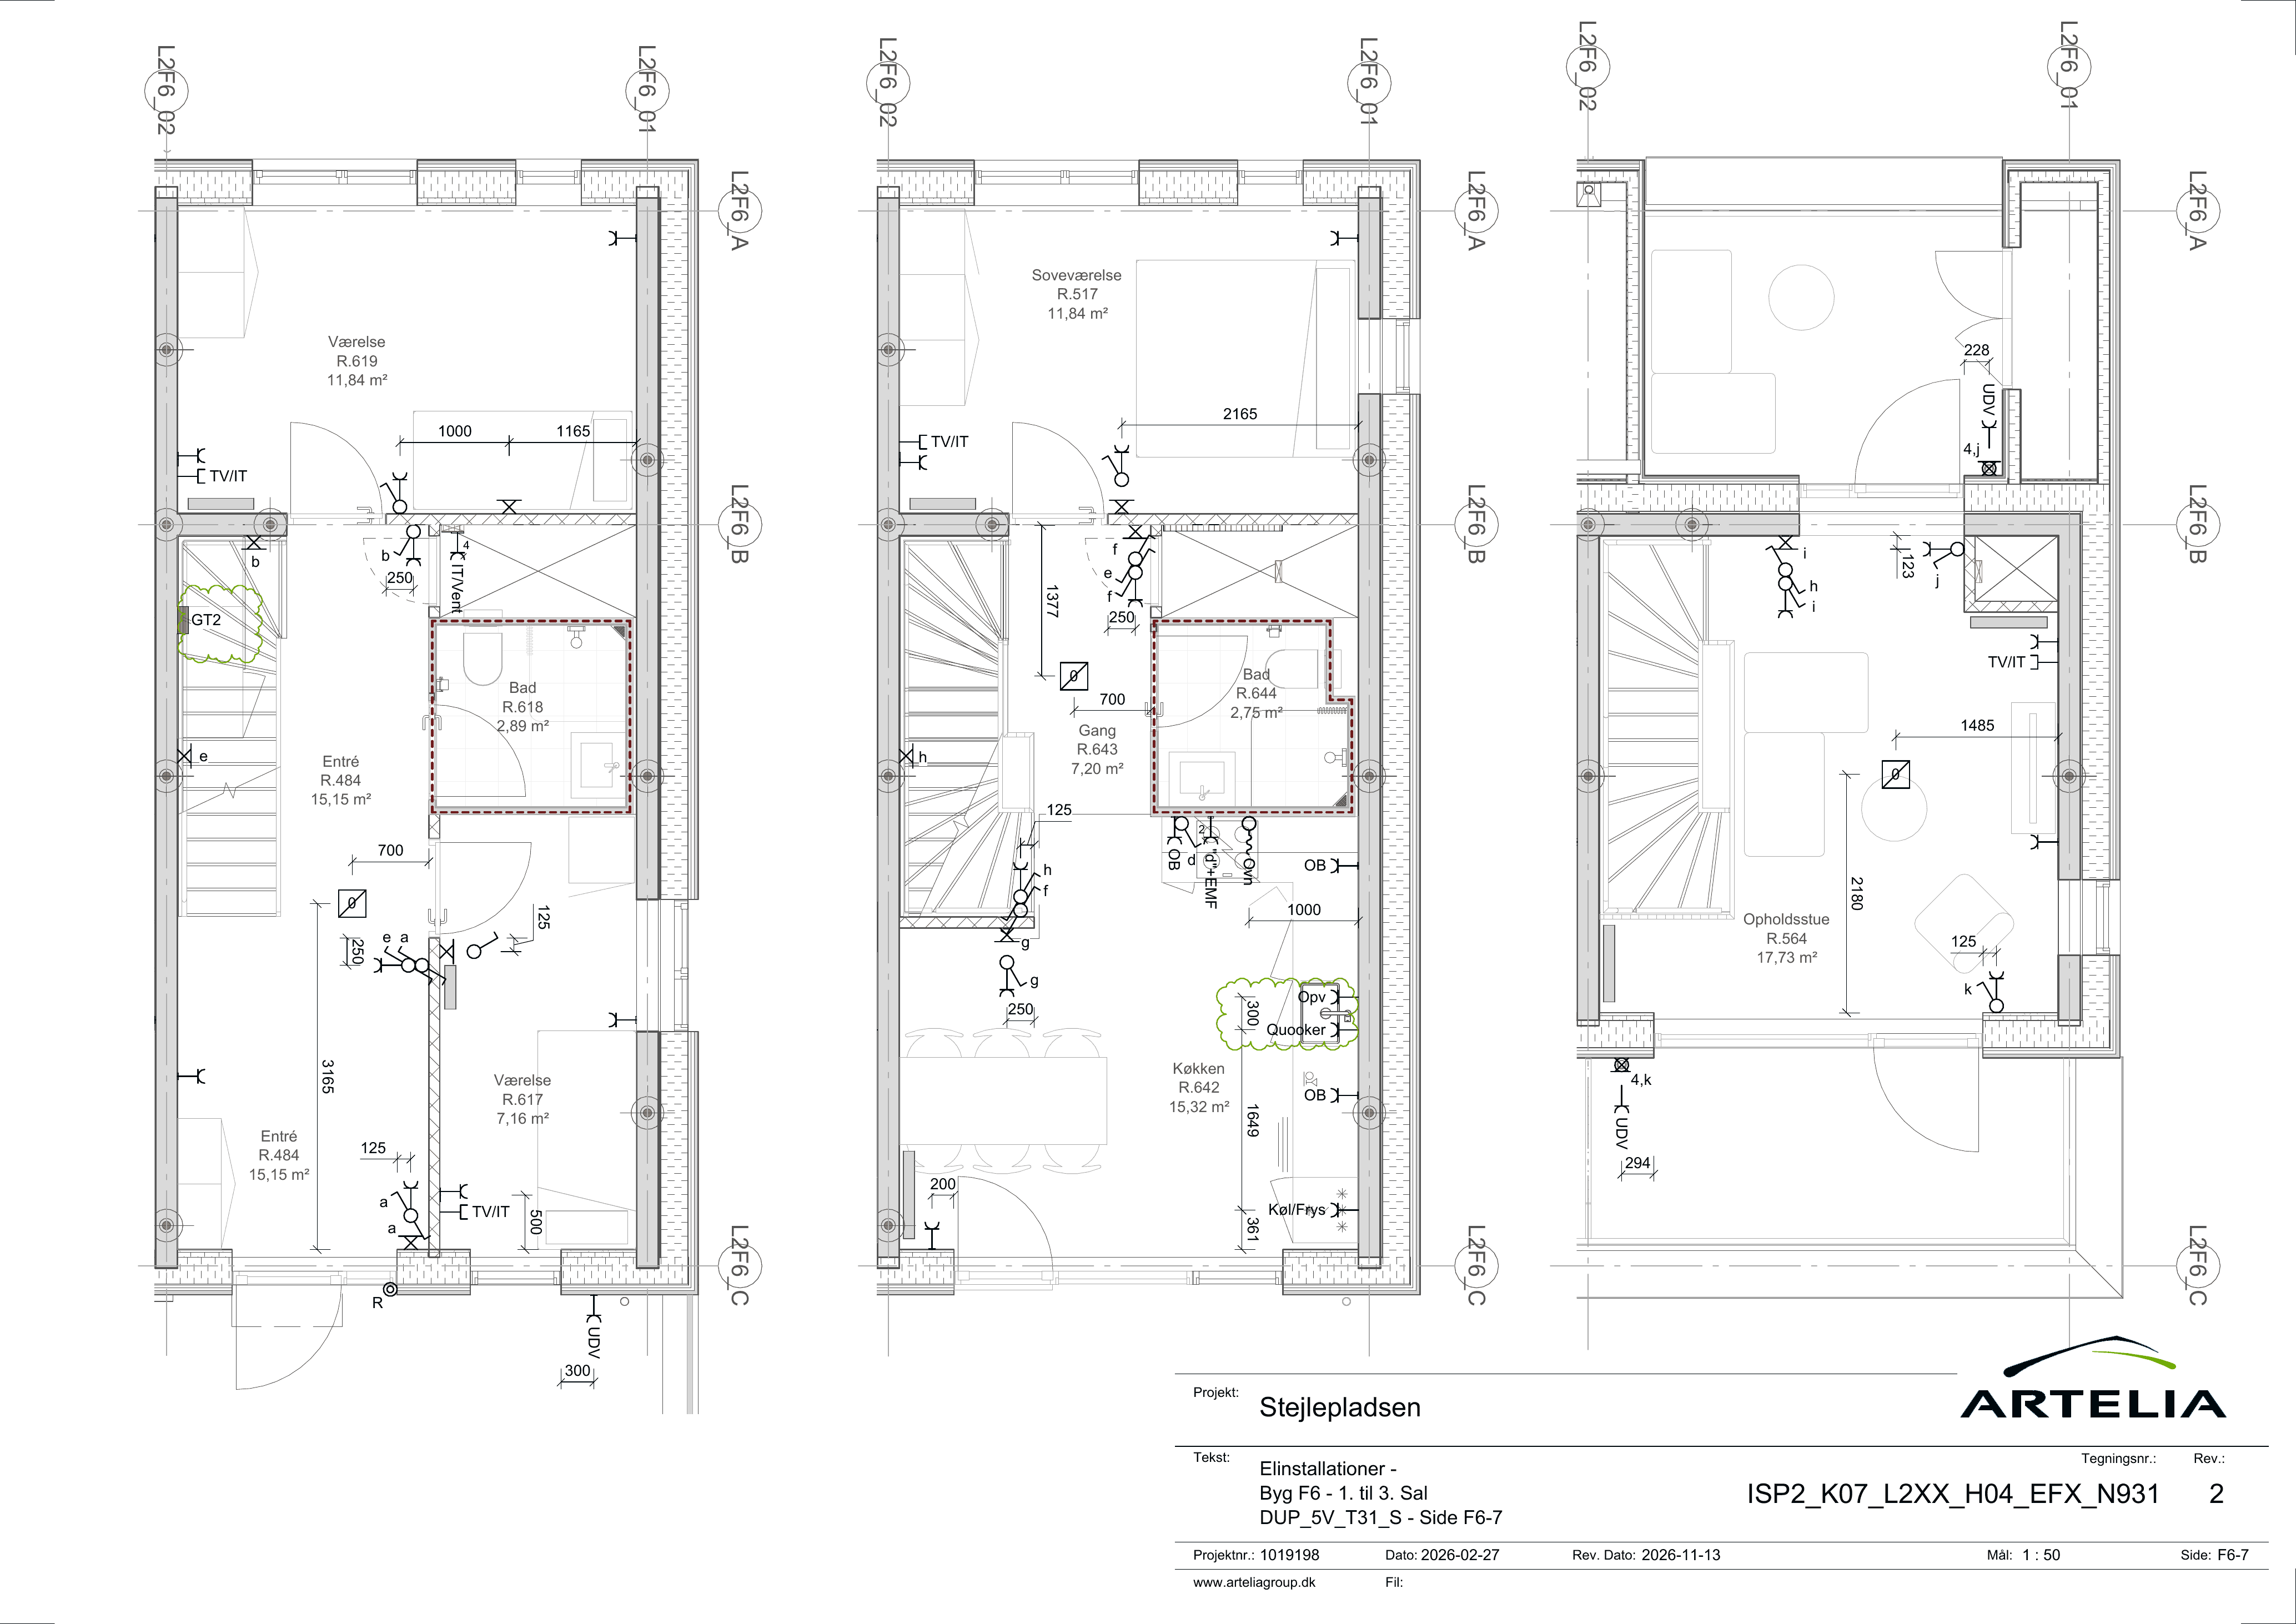 L2F6_02
L2F6_01
L2F6_02
L2F6_01
L2F6_02
L2F6_01
L2F6_A
L2F6_A
L2F6_A
Værelse
R.619
11,84 m²
1000
1165
TV/IT
b
b
250
4
IT/Vent
L2F6_B
GT2
Bad
R.618
2,89 m²
e
Entré
R.484
15,15 m²
700
0
e a
250
125
3165
Værelse
R.617
7,16 m²
Entré
R.484
15,15 m²
125
a
a
TV/IT
500
L2F6_C
R
UDV
300
Soveværelse
R.517
11,84 m²
2165
TV/IT
f
e
f
250
1377
L2F6_B
0
700
Bad
R.644
2,75 m²
Gang
R.643
7,20 m²
h
125
OB
d
2
"d"+EMF
Ovn
OB
h
f
1000
g
g
250
Opv
300
Quooker
Køkken
R.642
15,32 m²
OB
1649
200
Køl/Frys
361
L2F6_C
228
UDV
4,j
L2F6_B
i
h
i
123
j
TV/IT
1485
0
2180
Opholdsstue
R.564
17,73 m²
125
k
4,k
UDV
294
L2F6_C
Projekt:
Stejlepladsen
ARTELIA
Tekst:
Elinstallationer -
Byg F6 - 1. til 3. Sal
DUP_5V_T31_S - Side F6-7
Tegningsnr.:
Rev.:
ISP2_K07_L2XX_H04_EFX_N931
2
Projektnr.: 1019198
Dato: 2026-02-27
Rev. Dato: 2026-11-13
Mål: 1 : 50
Side: F6-7
www.arteliagroup.dk
Fil: